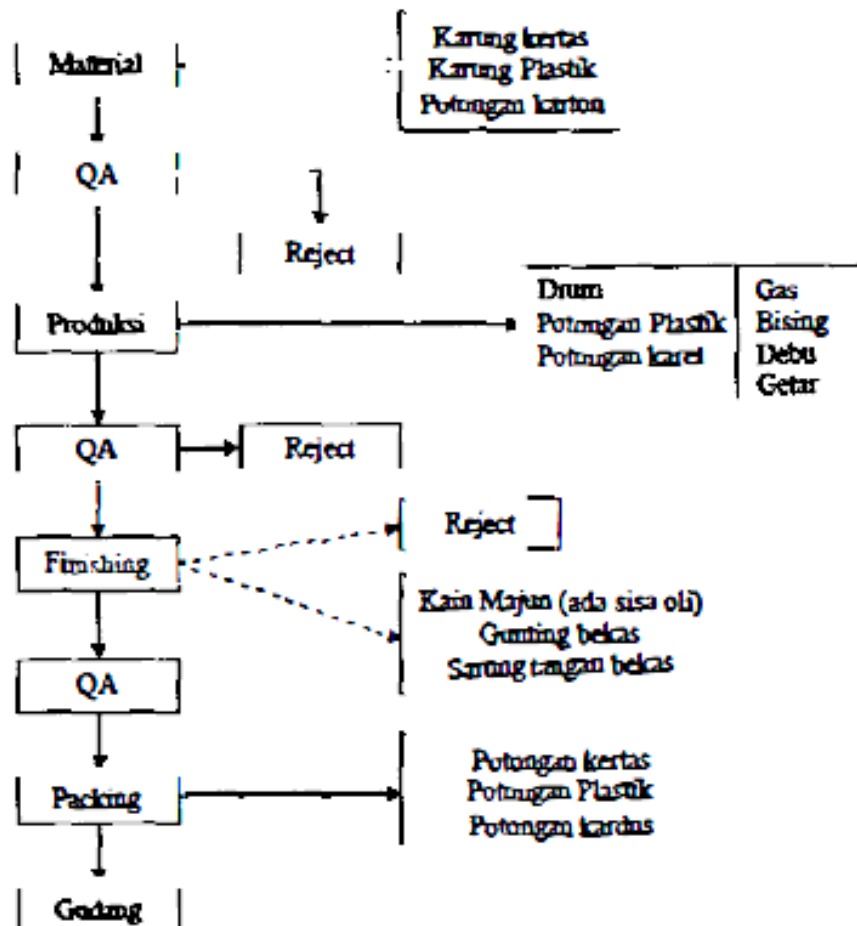 Material
Karung kertas
Karung Plastik
Potongan karton
QA
Reject
Produksi
Drum
Potongan Plastik
Potongan karet
Gas
Bising
Debu
Getar
QA
Reject
Finishing
Reject
Kain Majun (ada sisa oli)
Gunting bekas
Sarung tangan bekas
QA
Packing
Potongan kertas
Potongan Plastik
Potongan kardus
Gudang